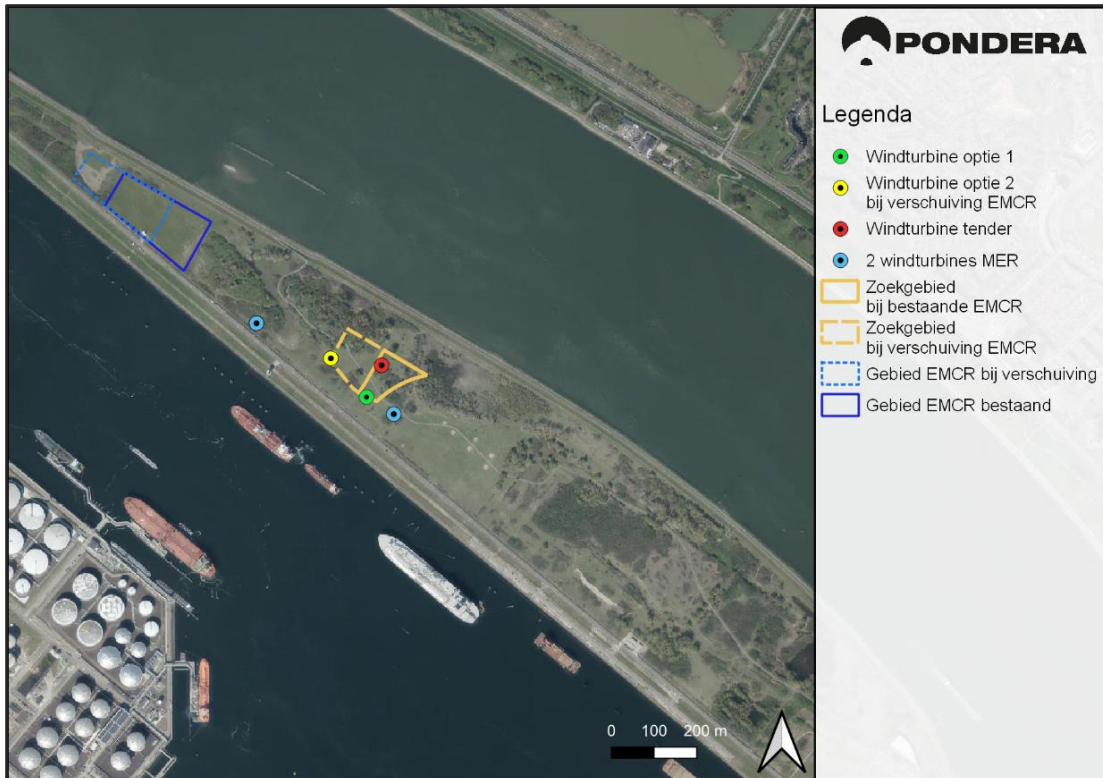 PONDERA
Legenda
Windturbine optie 1
Windturbine optie 2
bij verschuiving EMCR
Windturbine tender
2 windturbines MER
Zoekgebied
bij bestaande EMCR
Zoekgebied
bij verschuiving EMCR
Gebied EMCR bij verschuiving
Gebied EMCR bestaand
0 100 200 m